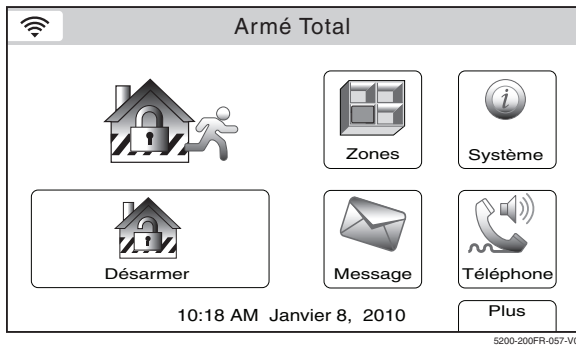 Armé Total
Zones
Système
Désarmer
Message
Téléphone
10:18 AM Janvier 8, 2010
Plus
5200-200FR-057-V0